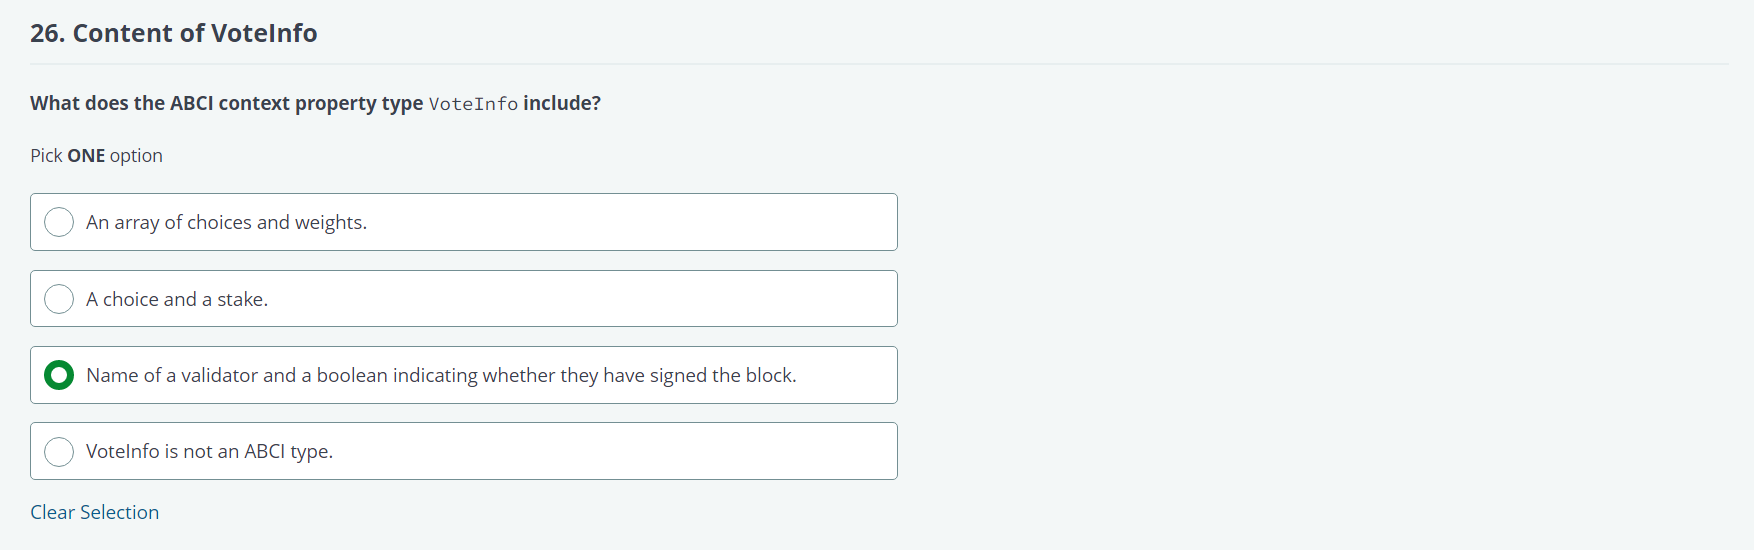 26. Content of VoteInfo
What does the ABCI context property type VoteInfo include?
Pick ONE option
An array of choices and weights.
A choice and a stake.
Name of a validator and a boolean indicating whether they have signed the block.
VoteInfo is not an ABCI type.
Clear Selection